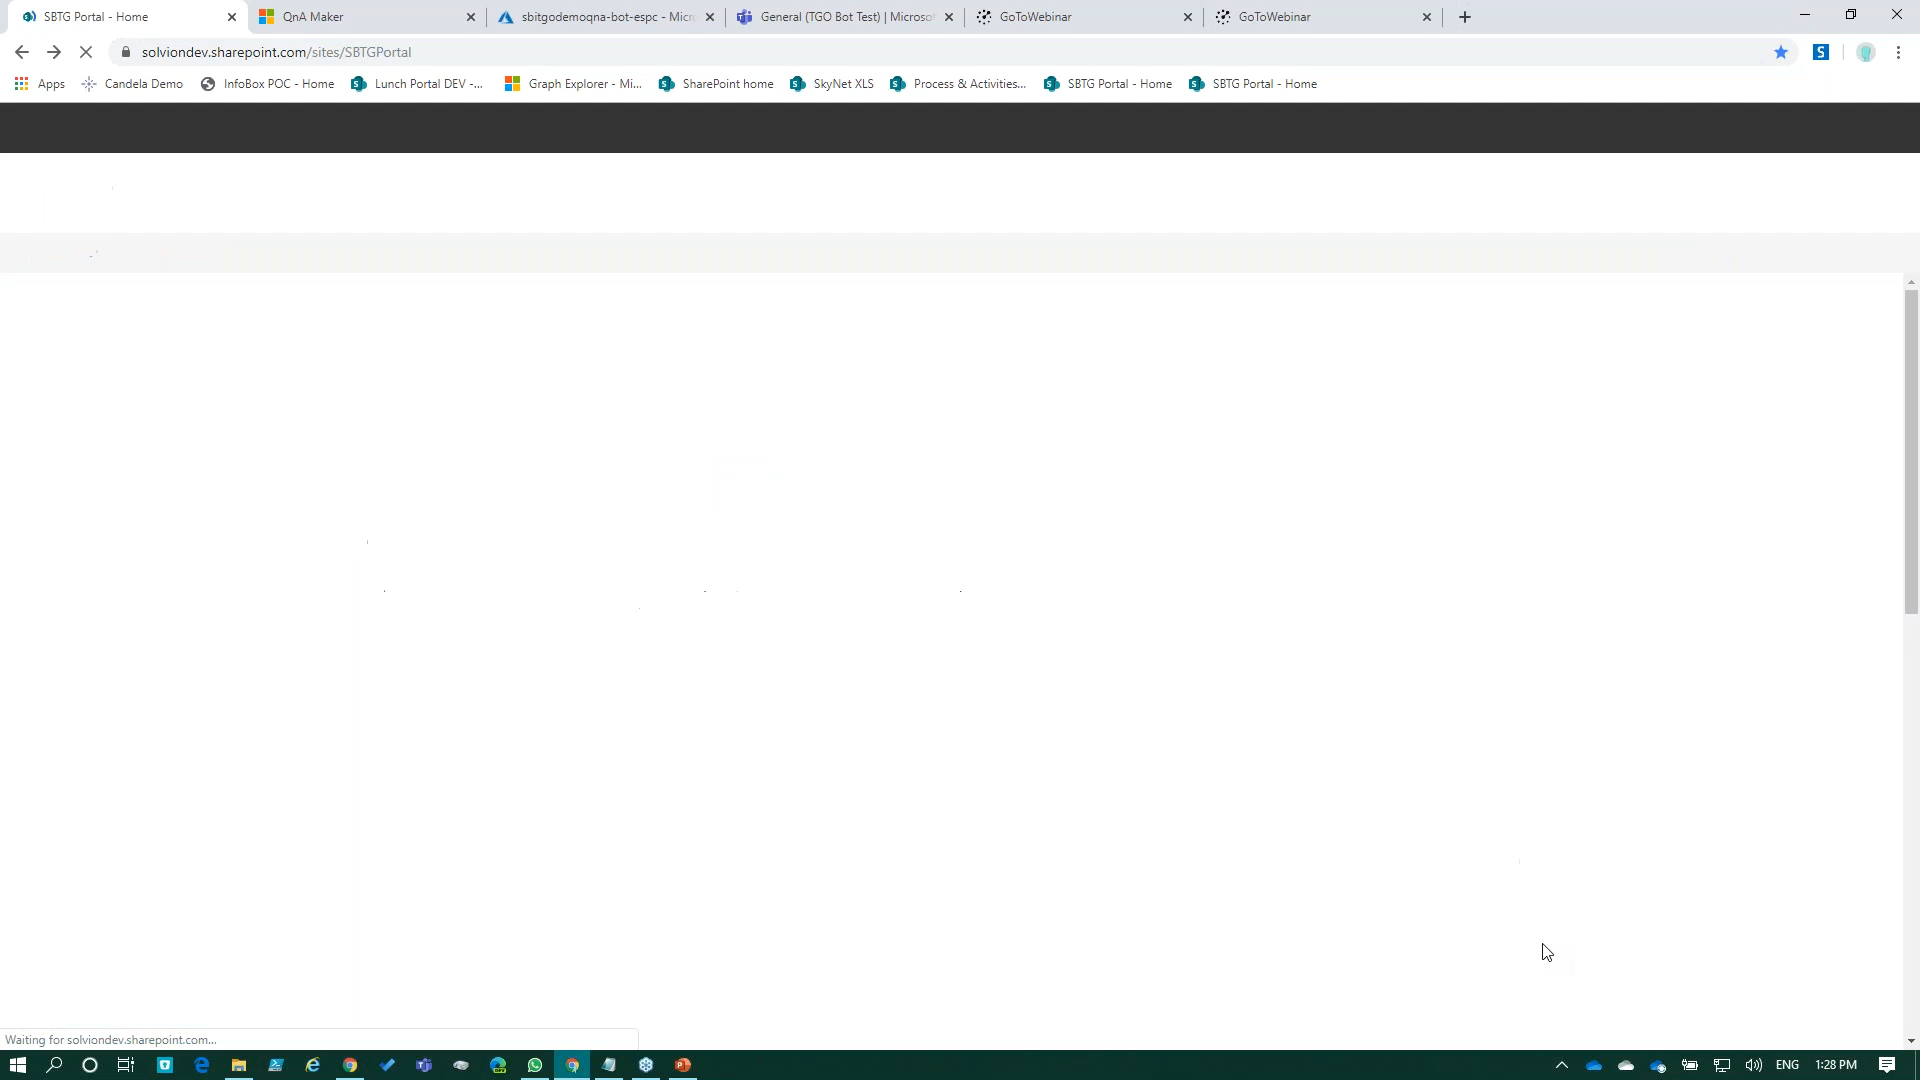 SBTG Portal - Home
QnA Maker
sbitgodemoqna-bot-espc - Micr
General (TGO Bot Test) | Microso
GoToWebinar
GoToWebinar
solviondev.sharepoint.com/sites/SBTGPortal
Apps
Candela Demo
InfoBox POC - Home
Lunch Portal DEV -...
Graph Explorer - Mi...
SharePoint home
SkyNet XLS
Process & Activities...
SBTG Portal - Home
SBTG Portal - Home
Waiting for solviondev.sharepoint.com...
ENG
1:28 PM